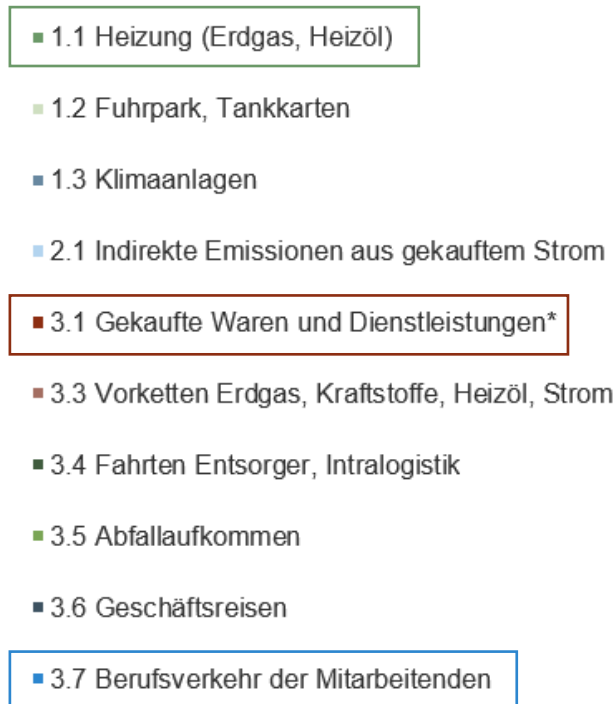 1.1 Heizung (Erdgas, Heizöl)
1.2 Fuhrpark, Tankkarten
1.3 Klimaanlagen
2.1 Indirekte Emissionen aus gekauftem Strom
3.1 Gekaufte Waren und Dienstleistungen*
3.3 Vorketten Erdgas, Kraftstoffe, Heizöl, Strom
3.4 Fahrten Entsorger, Intralogistik
3.5 Abfallaufkommen
3.6 Geschäftsreisen
3.7 Berufsverkehr der Mitarbeitenden